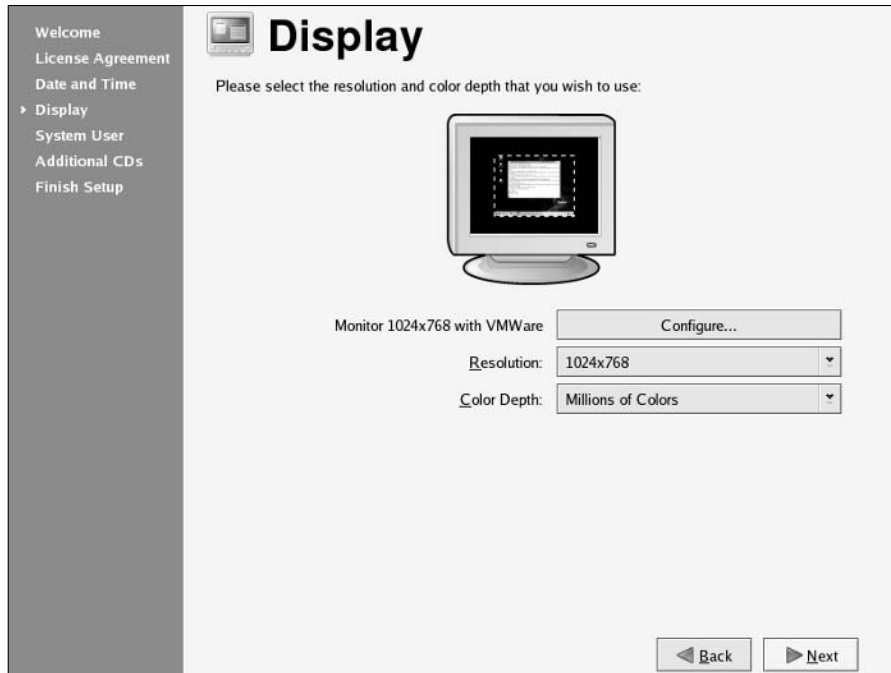 Welcome
License Agreement
Date and Time
Display
System User
Additional CDs
Finish Setup
Display
Please select the resolution and color depth that you wish to use:
Monitor 1024x768 with VMWare
Configure...
Resolution:
1024x768
Color Depth:
Millions of Colors
Back
Next